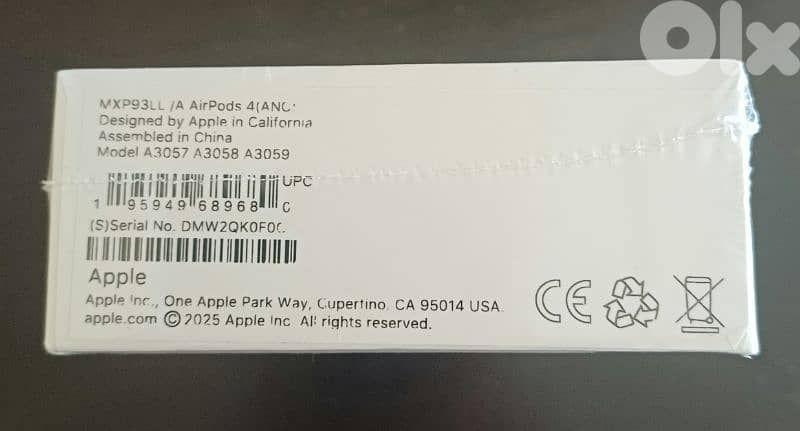 olx
MXP93LL /A AirPods 4(ANC)
Designed by Apple in California
Assembled in China
Model A3057 A3058 A3059
UPC
1 95949 68968
(S)Serial No.
Apple
Apple Inc., One Apple Park Way, Cupertino, CA 95014 USA.
apple.com © 2025 Apple Inc. All rights reserved.
CE